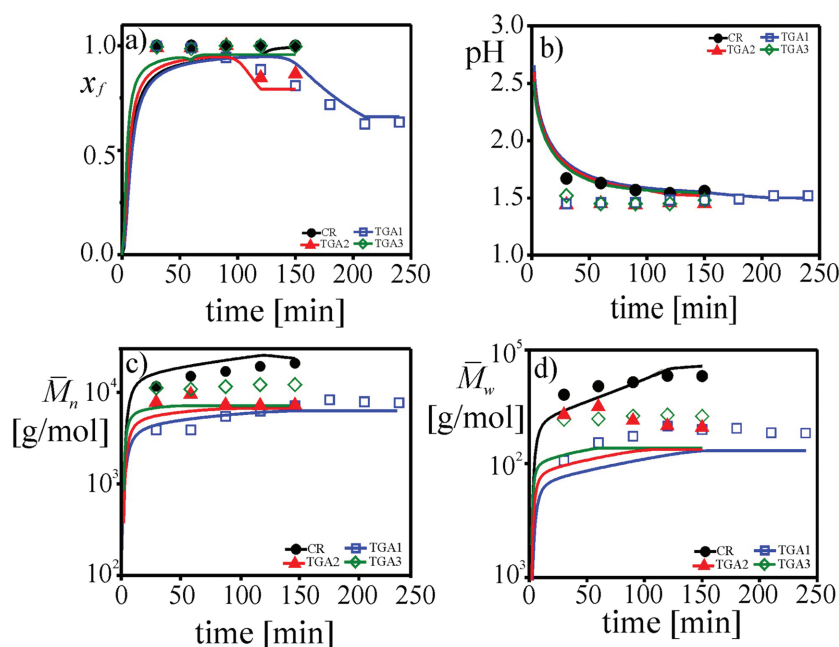 a)
x_f
1.0
0.5
0.0
0 50 100 150 200 250
time [min]
CR TGA1
TGA2 TGA3
b)
pH
3.0
2.5
2.0
1.5
1.0
0 50 100 150 200 250
time [min]
CR TGA1
TGA2 TGA3
c)
M̄_n
[g/mol]
10^4
10^3
10^2
0 50 100 150 200 250
time [min]
CR TGA1
TGA2 TGA3
d)
M̄_w
[g/mol]
10^5
10^2
10^3
0 50 100 150 200 250
time [min]
CR TGA1
TGA2 TGA3